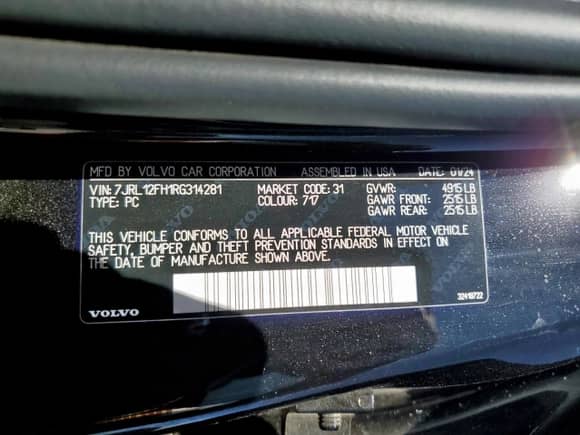 MFD BY VOLVO CAR CORPORATION ASSEMBLED IN USA DATE: 01/24
VIN: 7JRL12FH1RG314281 MARKET CODE: 31 GVWR: 4915 LB
TYPE: PC COLOUR: 717 GAWR FRONT: 2515 LB
GAWR REAR: 2515 LB
THIS VEHICLE CONFORMS TO ALL APPLICABLE FEDERAL MOTOR VEHICLE
SAFETY, BUMPER AND THEFT PREVENTION STANDARDS IN EFFECT ON
THE DATE OF MANUFACTURE SHOWN ABOVE.
32418722
VOLVO